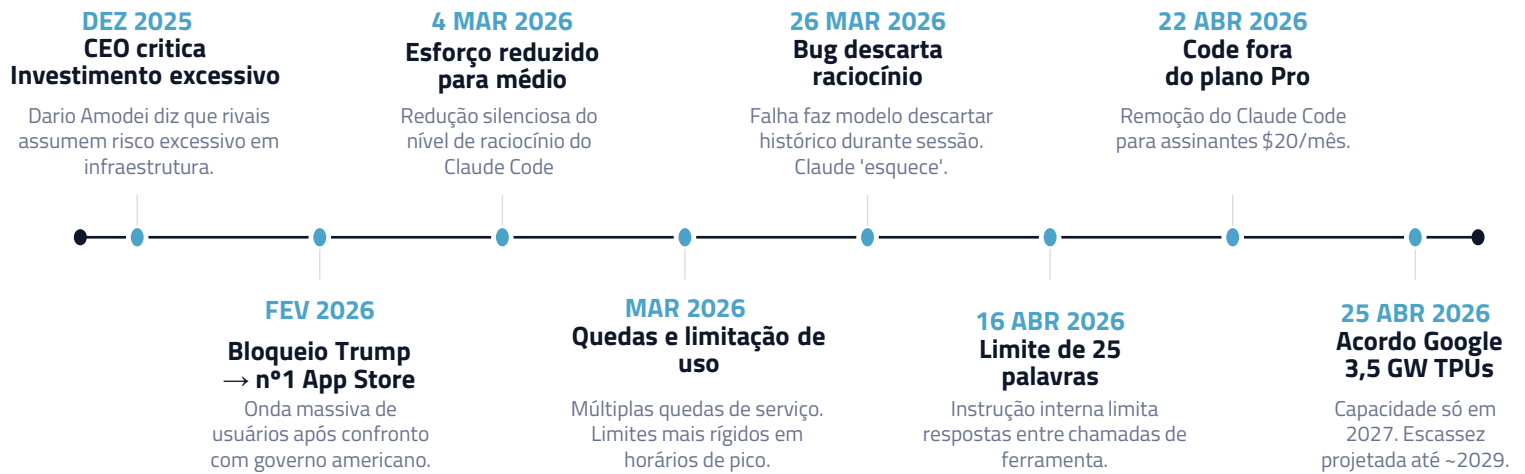 DEZ 2025
CEO critica
Investimento excessivo
Dario Amodei diz que rivais
assumem risco excessivo em
infraestrutura.
4 MAR 2026
Esforço reduzido
para médio
Redução silenciosa do
nível de raciocínio do
Claude Code
26 MAR 2026
Bug descarta
raciocínio
Falha faz modelo descartar
histórico durante sessão.
Claude 'esquece'.
22 ABR 2026
Code fora
do plano Pro
Remoção do Claude Code
para assinantes $20/mês.
FEV 2026
Bloqueio Trump
→ nº1 App Store
Onda massiva de
usuários após confronto
com governo americano.
MAR 2026
Quedas e limitação de
uso
Múltiplas quedas de serviço.
Limites mais rígidos em
horários de pico.
16 ABR 2026
Limite de 25
palavras
Instrução interna limita
respostas entre chamadas de
ferramenta.
25 ABR 2026
Acordo Google
3,5 GW TPUs
Capacidade só em
2027. Escassez
projetada até ~2029.